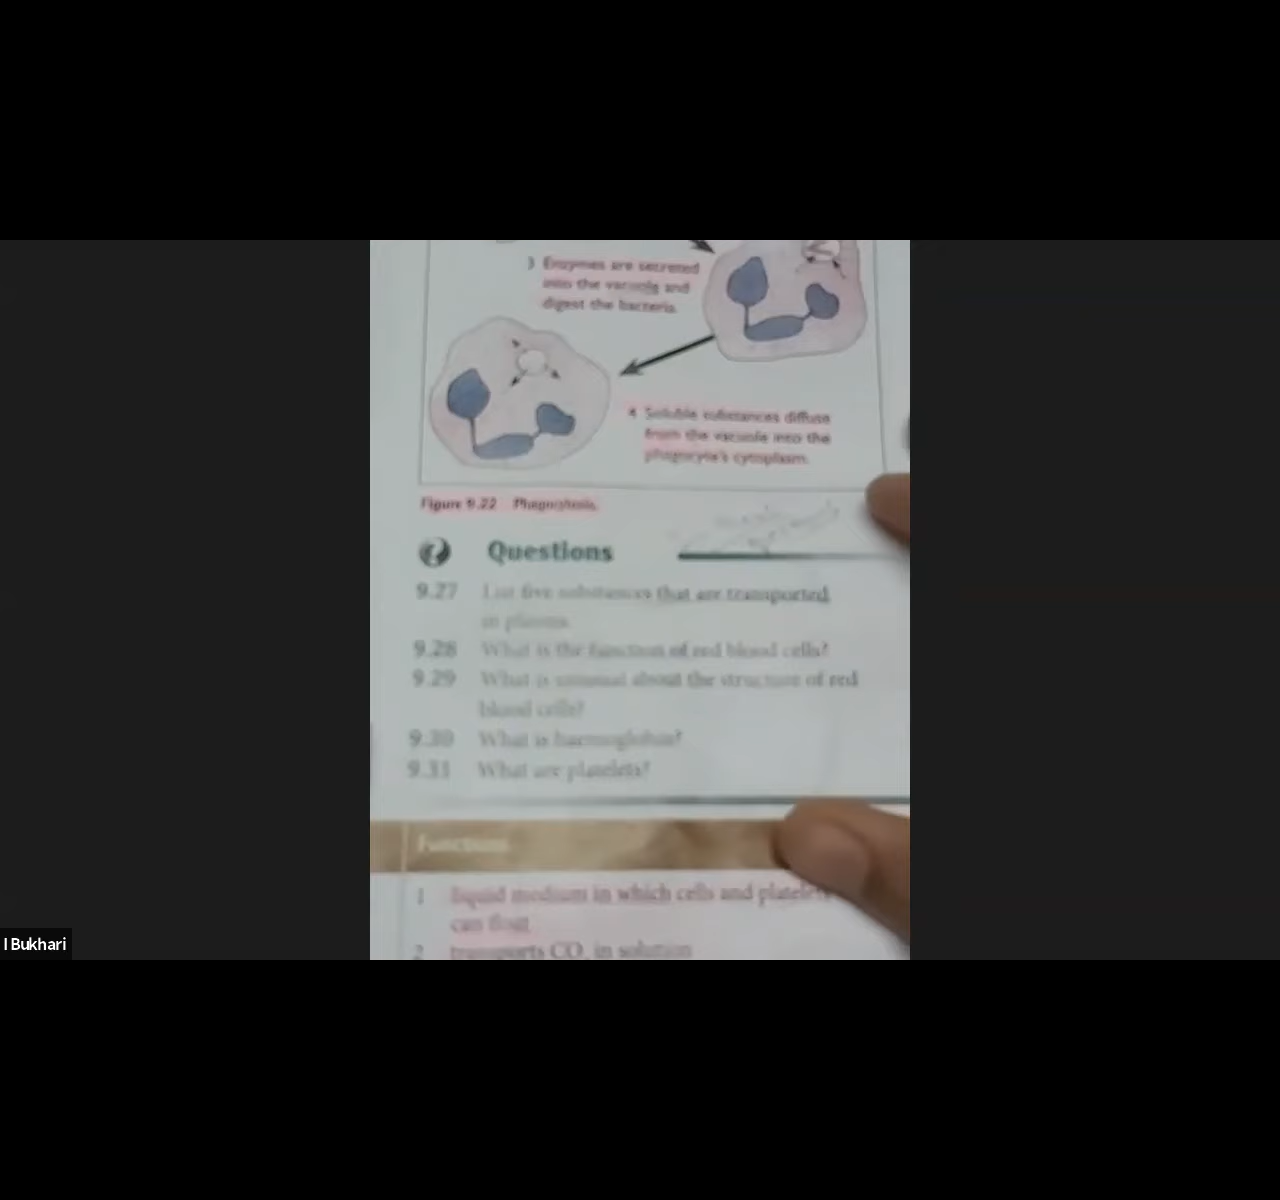 3 Enzymes are secreted
into the vacuole and
digest the bacteria.
4 Soluble substances diffuse
from the vacuole into the
phagocyte's cytoplasm.
Figure 9.22 Phagocytosis.
Questions
9.27 List five substances that are transported
in plasma.
9.28 What is the function of red blood cells?
9.29 What is unusual about the structure of red
blood cells?
9.30 What is haemoglobin?
9.31 What are platelets?
Functions
1 liquid medium in which cells and platelets
can float
2 transports CO₂ in solution
I Bukhari